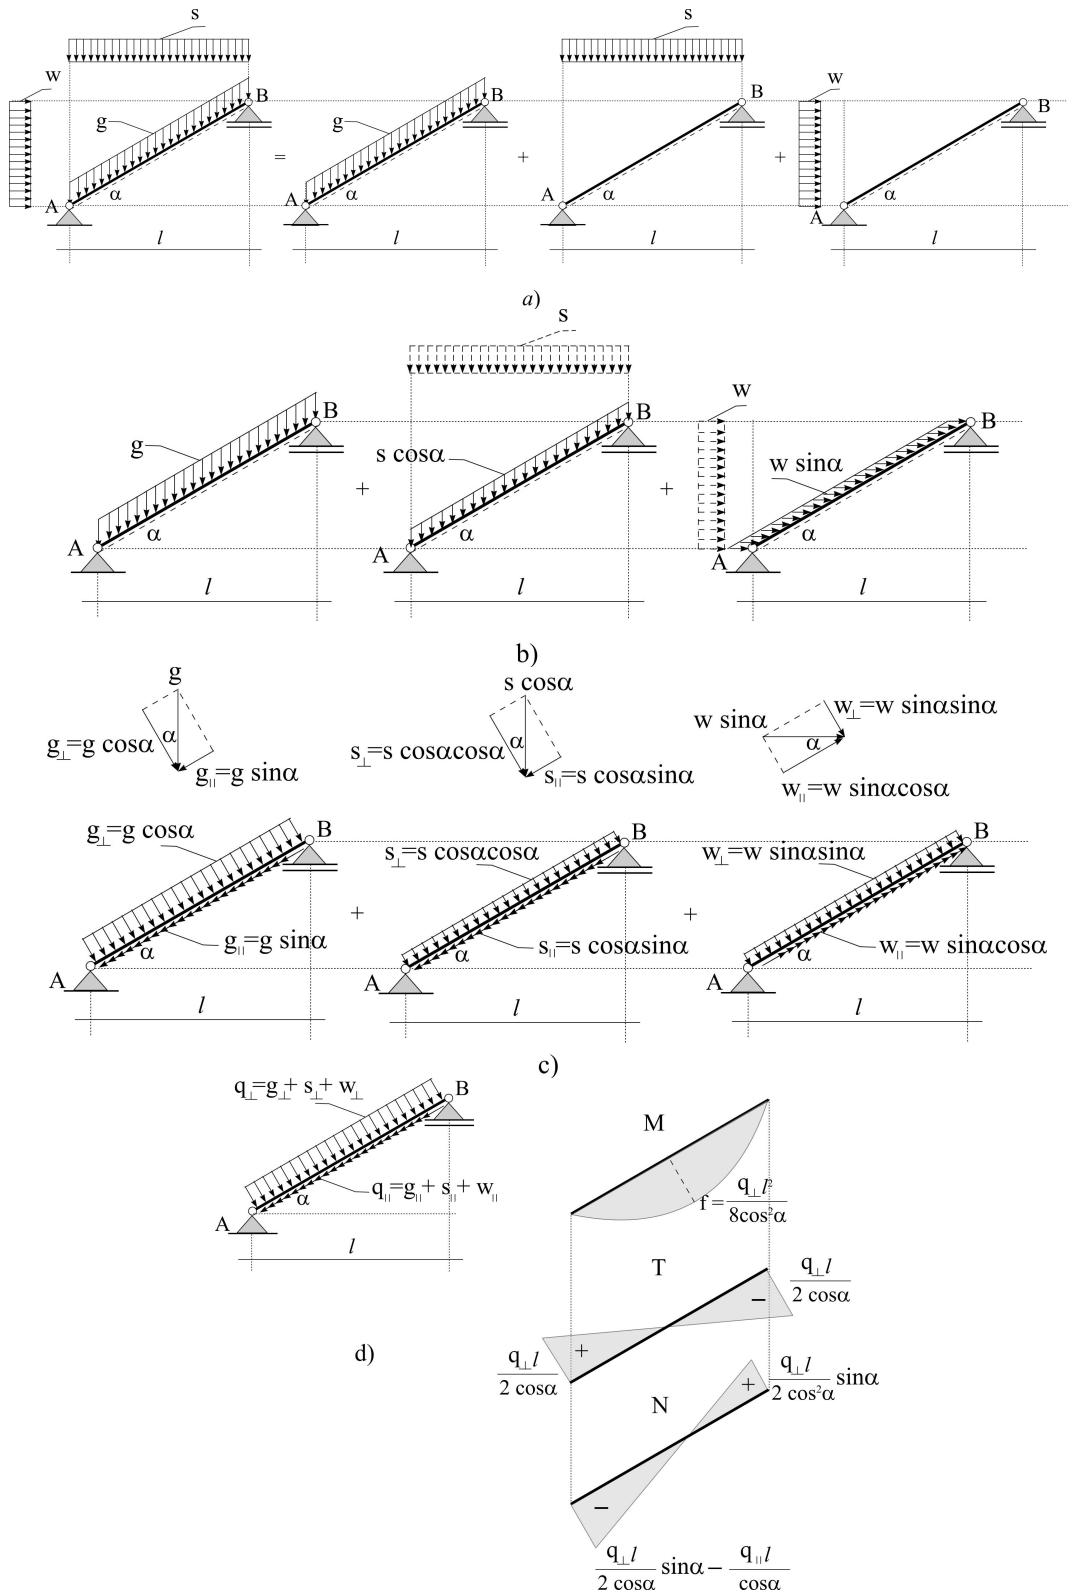 s
w
B
g
A
α
l
=
B
g
A
α
l
+
s
B
A
α
l
+
w
B
A
α
l
a)
g
B
A
α
l
+
s
s cosα
B
A
α
l
+
w
w sinα
B
A
α
l
b)
g
g⊥=g cosα
α
g||=g sinα
s cosα
s⊥=s cosαcosα
α
s||=s cosαsinα
w sinα
w⊥=w sinαsinα
α
w||=w sinαcosα
g⊥=g cosα
B
g||=g sinα
A
α
l
+
s⊥=s cosαcosα
B
s||=s cosαsinα
A
α
l
+
w⊥=w sinαsinα
B
w||=w sinαcosα
A
α
l
c)
q⊥=g⊥+ s⊥+ w⊥
B
q||=g||+ s||+ w||
A
α
l
d)
M
f = q⊥l² / 8cos²α
T
q⊥l / 2 cosα
−
+
q⊥l / 2 cosα
N
q⊥l / 2 cos²α sinα
+
−
q⊥l / 2 cosα sinα − q||l / cosα